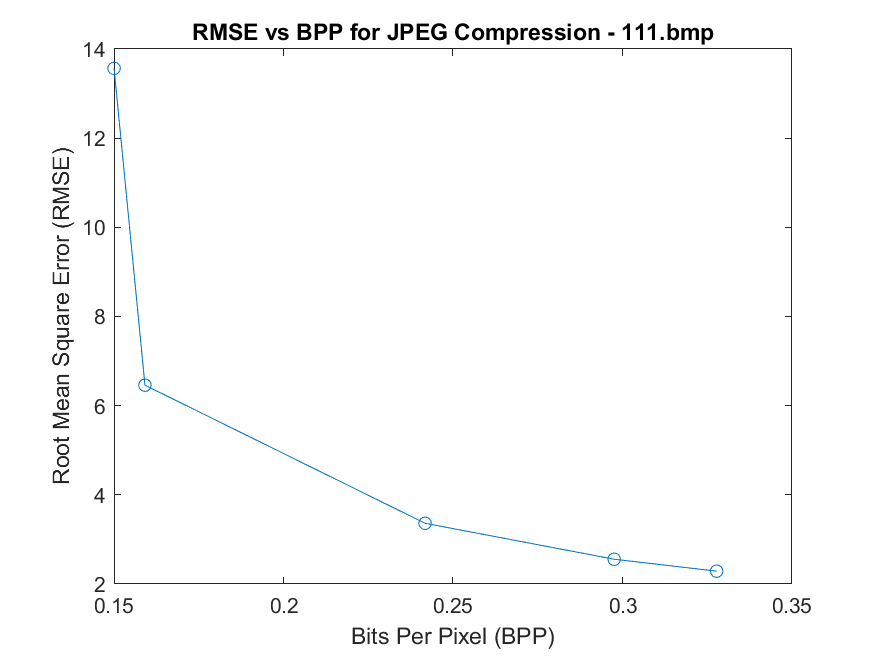 RMSE vs BPP for JPEG Compression - 111.bmp
14
12
10
8
6
4
2
Root Mean Square Error (RMSE)
0.15 0.2 0.25 0.3 0.35
Bits Per Pixel (BPP)